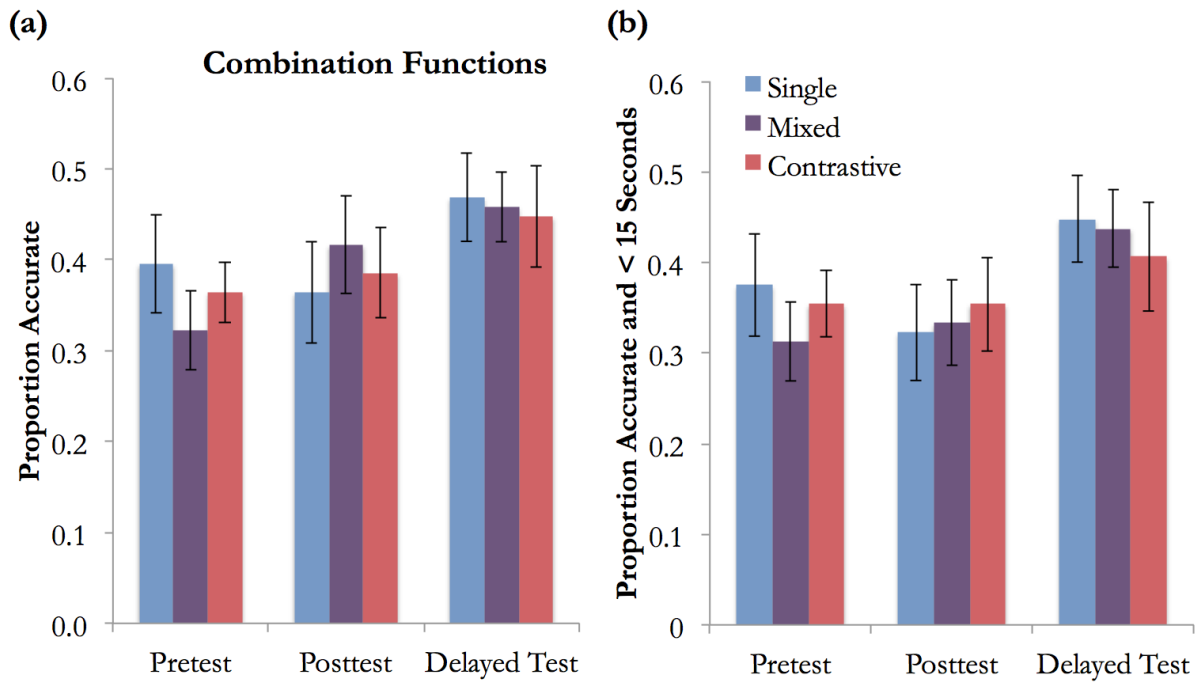 (a)
Combination Functions
Proportion Accurate
0.6
0.5
0.4
0.3
0.2
0.1
0.0
Pretest
Posttest
Delayed Test
(b)
Proportion Accurate and < 15 Seconds
0.6
0.5
0.4
0.3
0.2
0.1
0
Single
Mixed
Contrastive
Pretest
Posttest
Delayed Test